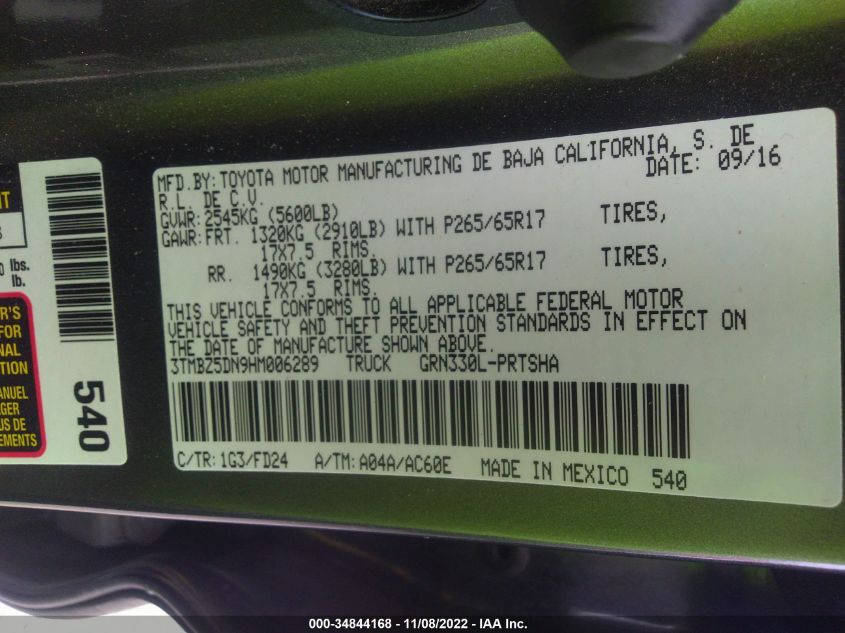 MFD.BY: TOYOTA MOTOR MANUFACTURING DE BAJA CALIFORNIA, S. DE
R.L. DE C.V. DATE: 09/16
GVWR: 2545KG (5600LB)
GAWR: FRT. 1320KG (2910LB) WITH P265/65R17 TIRES,
17X7.5 RIMS.
RR. 1490KG (3280LB) WITH P265/65R17 TIRES,
17X7.5 RIMS.
THIS VEHICLE CONFORMS TO ALL APPLICABLE FEDERAL MOTOR
VEHICLE SAFETY AND THEFT PREVENTION STANDARDS IN EFFECT ON
THE DATE OF MANUFACTURE SHOWN ABOVE.
3TMBZ5DN9HM006289 TRUCK GRN330L-PRTSHA
C/TR: 1G3/FD24 A/TM: A04A/AC60E MADE IN MEXICO 540
lbs.
lb.
FOR
540
000-34844168 - 11/08/2022 - IAA Inc.